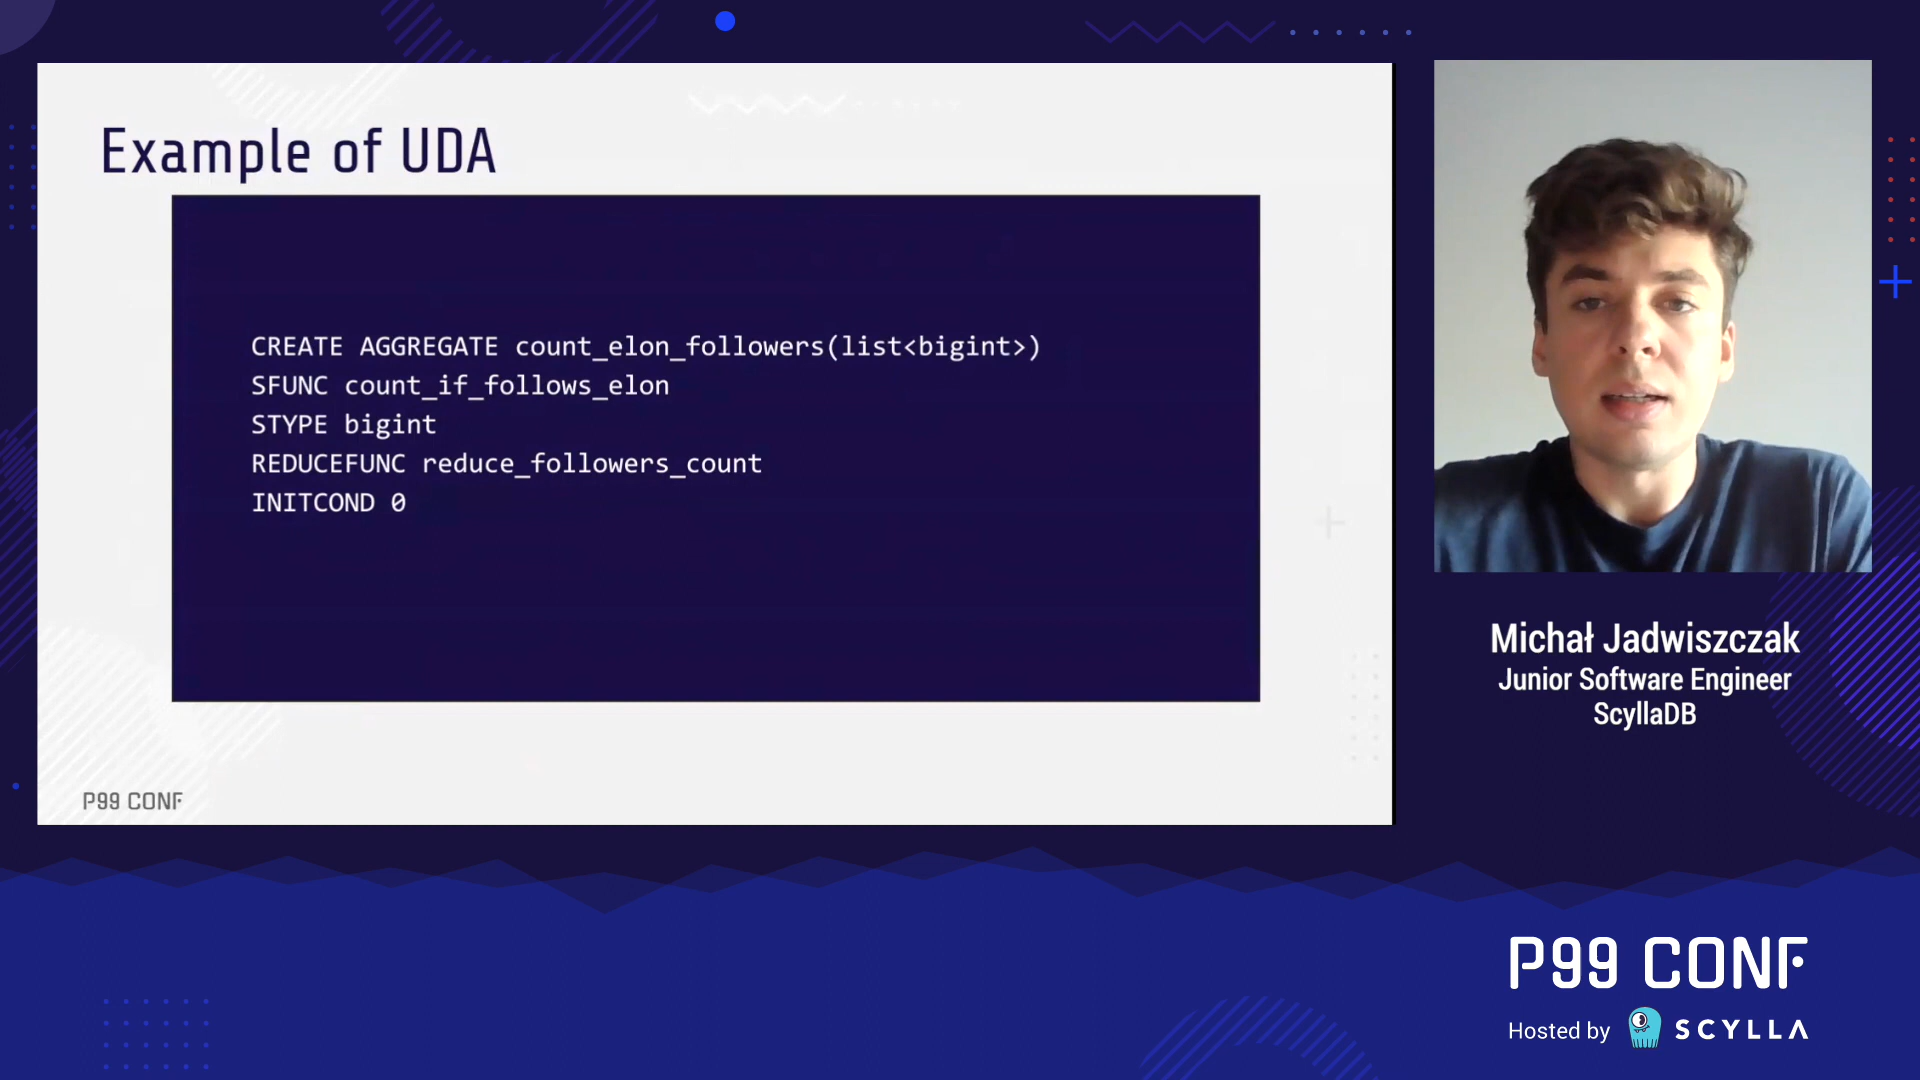 Example of UDA
CREATE AGGREGATE count_elon_followers(list<bigint>)
SFUNC count_if_follows_elon
STYPE bigint
REDUCEFUNC reduce_followers_count
INITCOND 0
P99 CONF
Michał Jadwiszczak
Junior Software Engineer
ScyllaDB
P99 CONF
Hosted by SCYLLA